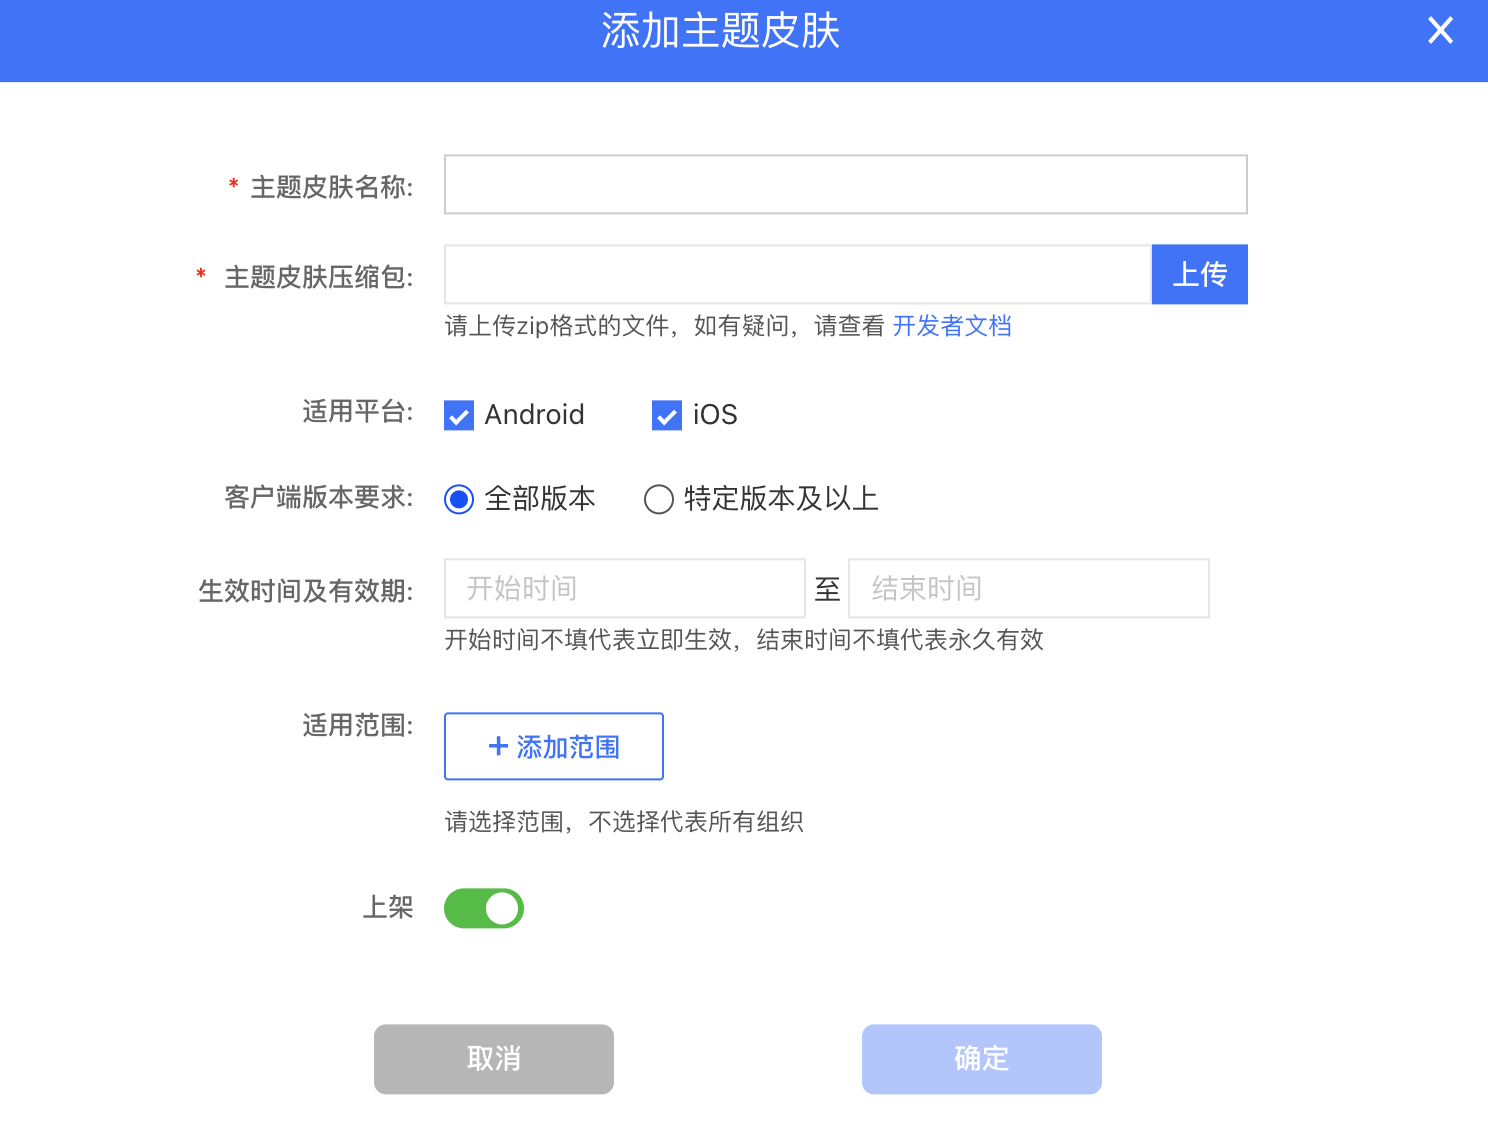 添加主题皮肤
* 主题皮肤名称:
* 主题皮肤压缩包:
上传
请上传zip格式的文件，如有疑问，请查看 开发者文档
适用平台: Android iOS
客户端版本要求: 全部版本 特定版本及以上
生效时间及有效期: 开始时间 至 结束时间
开始时间不填代表立即生效，结束时间不填代表永久有效
适用范围: + 添加范围
请选择范围，不选择代表所有组织
上架
取消 确定